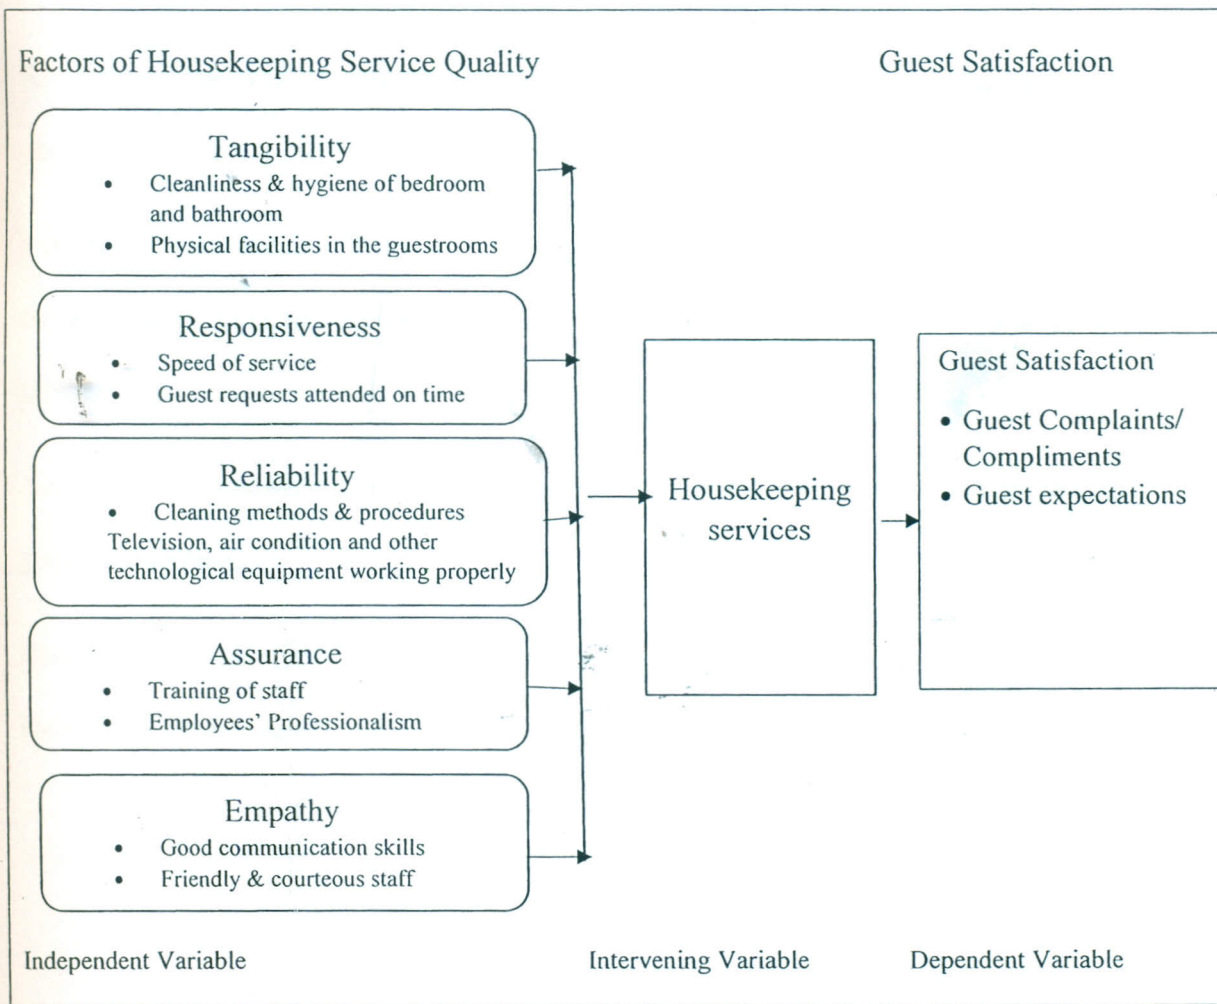 Factors of Housekeeping Service Quality
Guest Satisfaction
Tangibility
• Cleanliness & hygiene of bedroom
and bathroom
• Physical facilities in the guestrooms
Responsiveness
• Speed of service
• Guest requests attended on time
Reliability
• Cleaning methods & procedures
Television, air condition and other
technological equipment working properly
Assurance
• Training of staff
• Employees' Professionalism
Empathy
• Good communication skills
• Friendly & courteous staff
Housekeeping
services
Guest Satisfaction
• Guest Complaints/
Compliments
• Guest expectations
Independent Variable
Intervening Variable
Dependent Variable